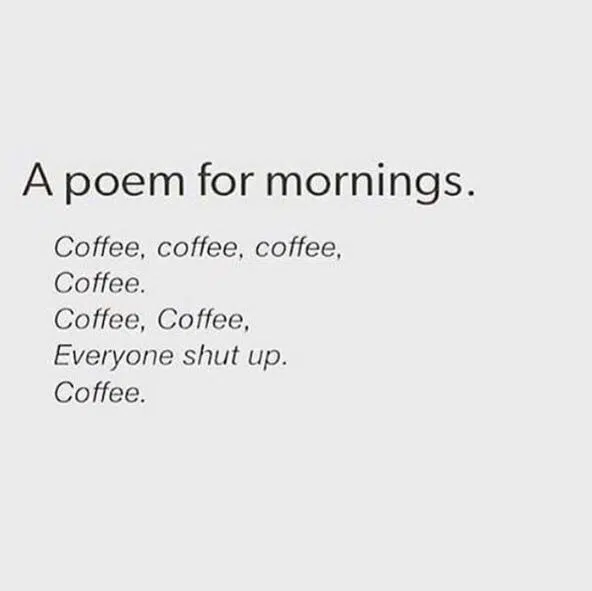 A poem for mornings.
Coffee, coffee, coffee,
Coffee.
Coffee, Coffee,
Everyone shut up.
Coffee.